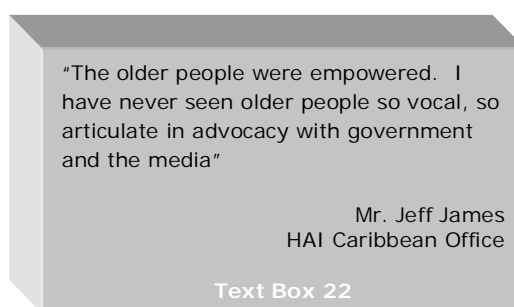 "The older people were empowered.  I
have never seen older people so vocal, so
articulate in advocacy with government
and the media"
Mr. Jeff James
HAI Caribbean Office
Text Box 22